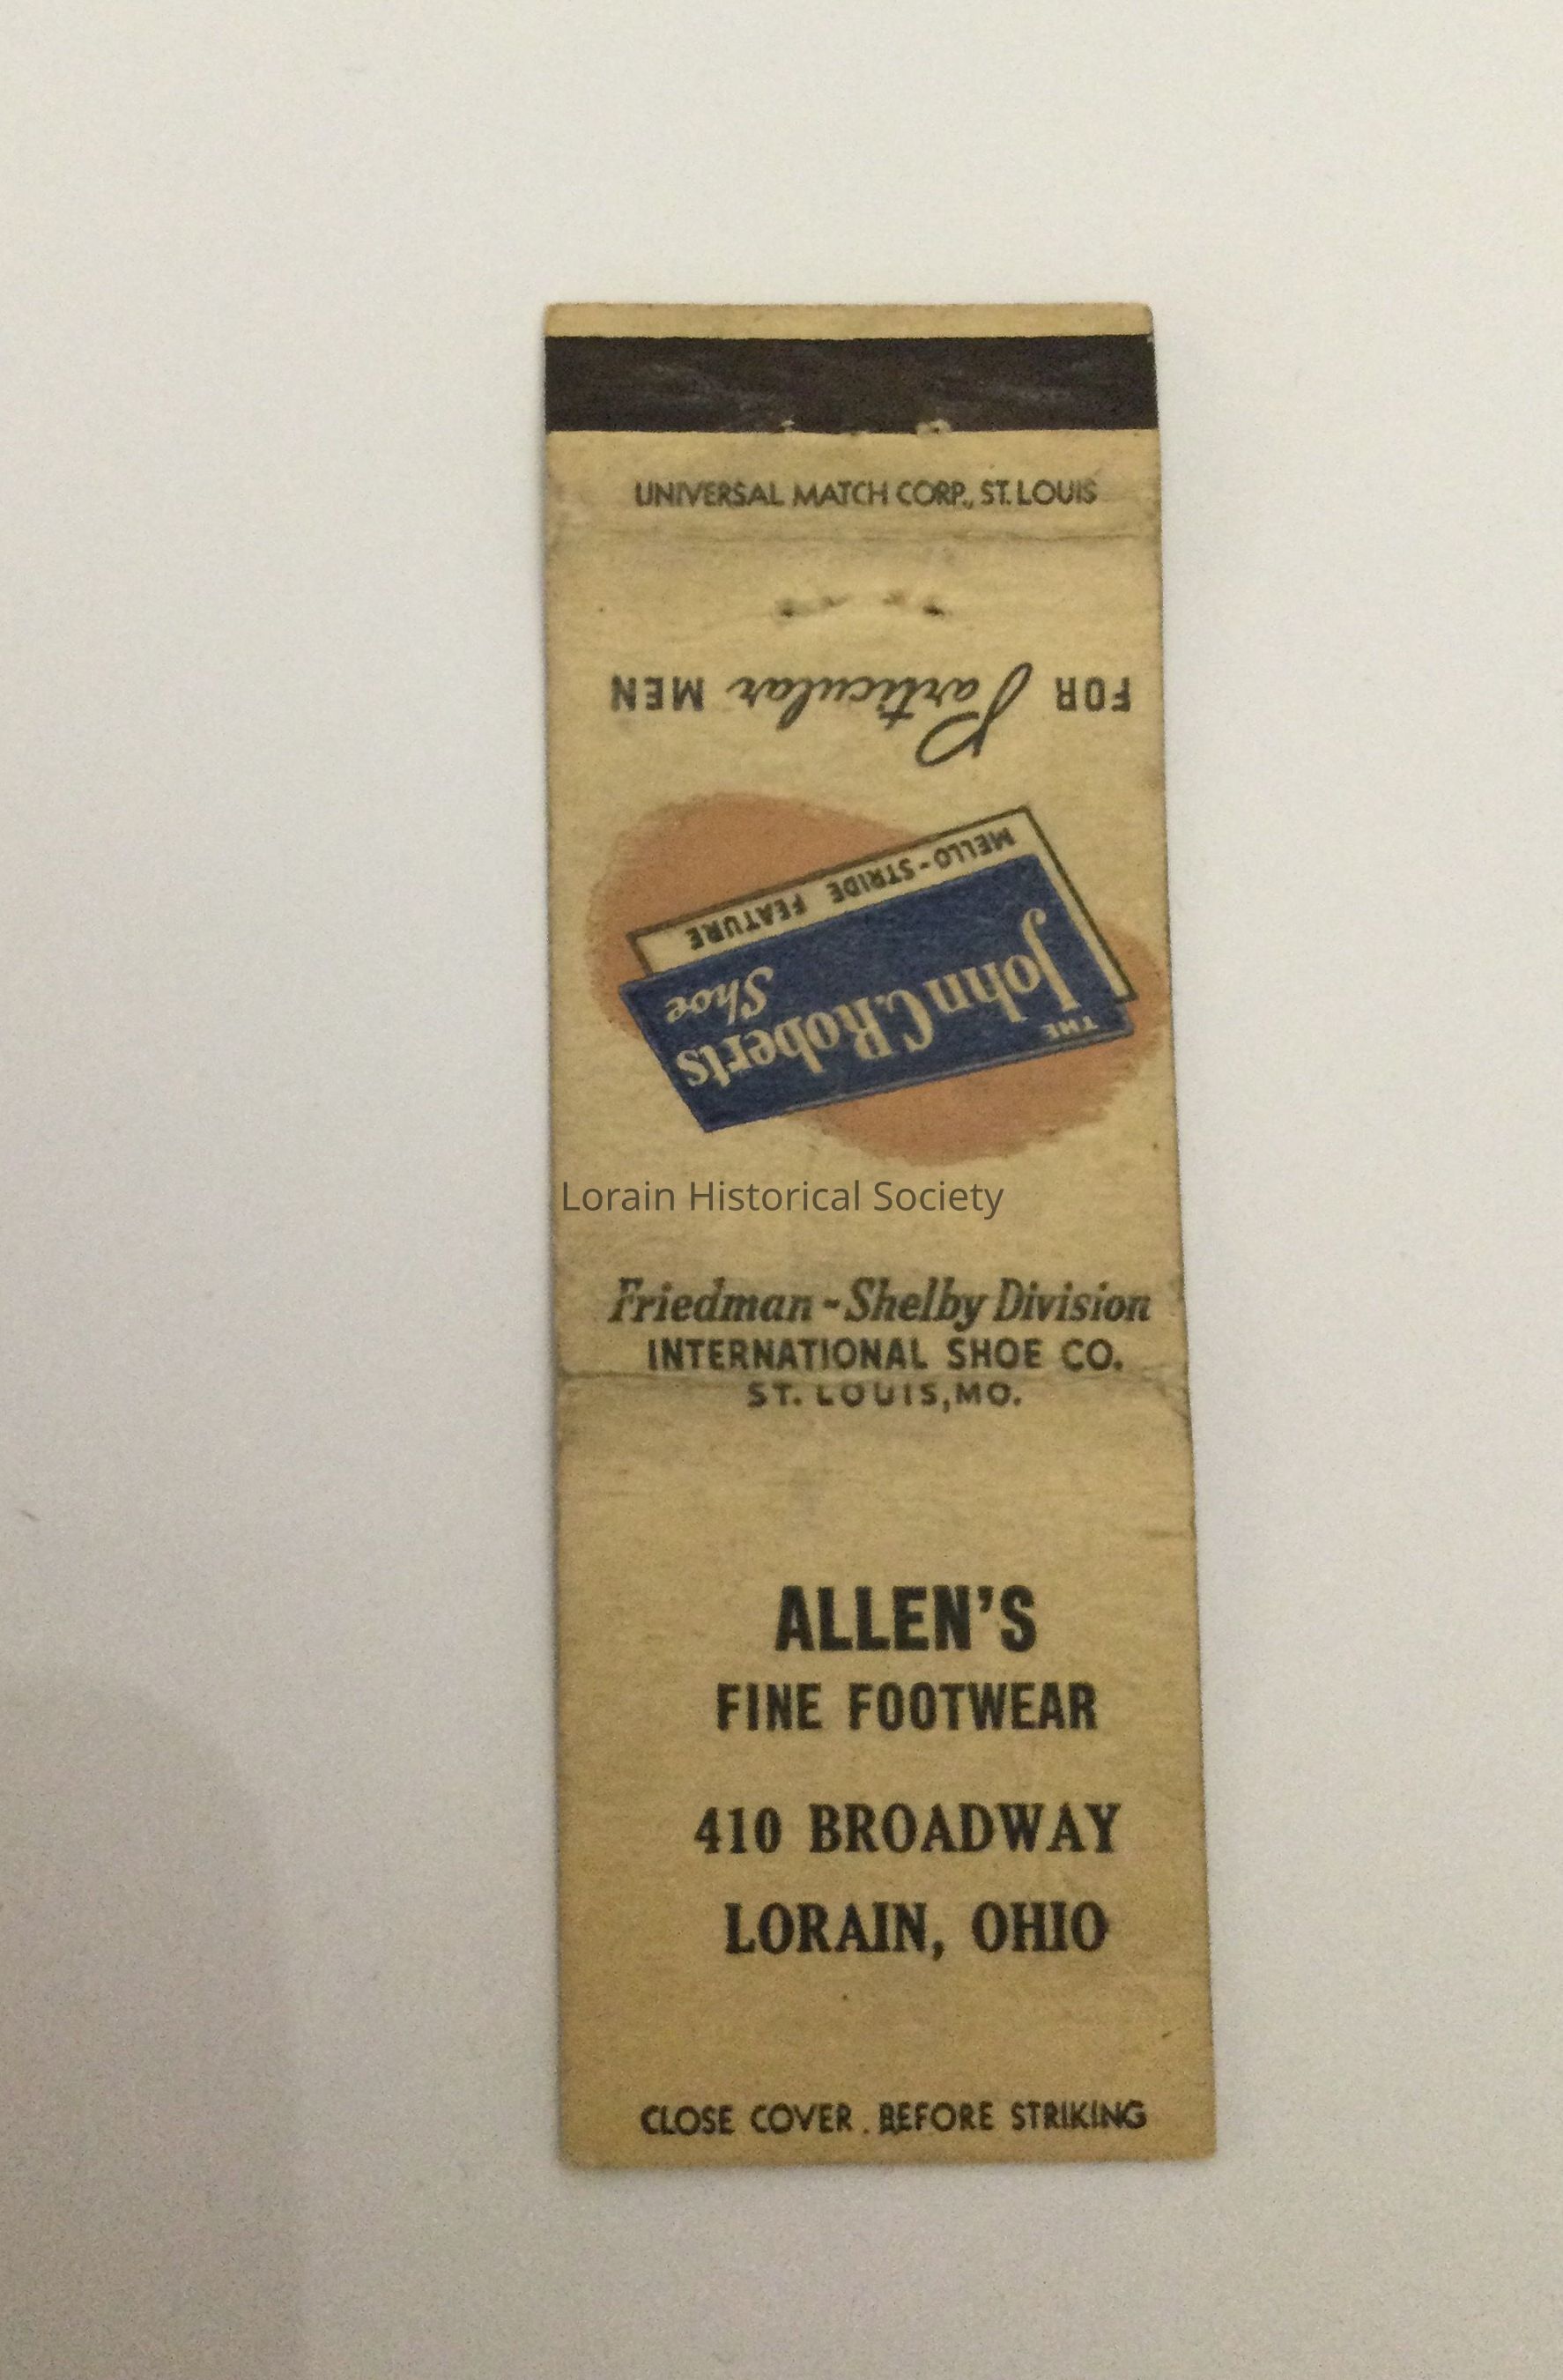 UNIVERSAL MATCH CORP., ST. LOUIS
FOR Particular MEN
MELLO-STRIDE FEATURE
THE
John C. Roberts
Shoe
Lorain Historical Society
Friedman-Shelby Division
INTERNATIONAL SHOE CO.
ST. LOUIS, MO.
ALLEN'S
FINE FOOTWEAR
410 BROADWAY
LORAIN, OHIO
CLOSE COVER. BEFORE STRIKING